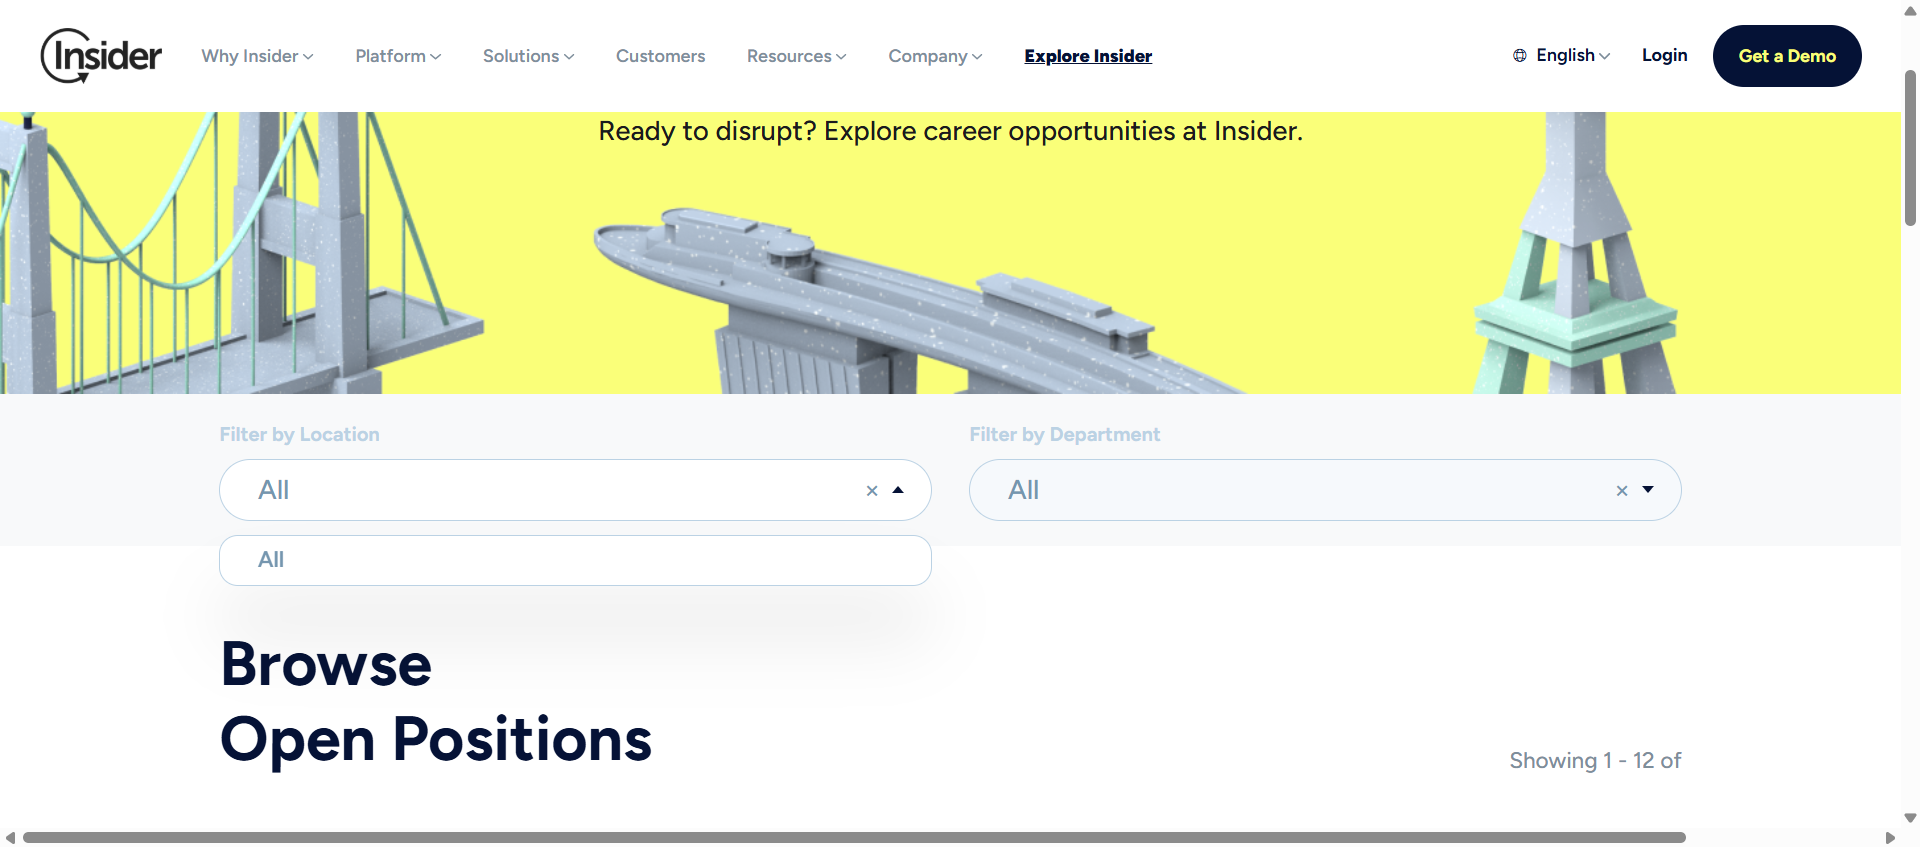 Insider
Why Insider
Platform
Solutions
Customers
Resources
Company
Explore Insider
English
Login
Get a Demo
Ready to disrupt? Explore career opportunities at Insider.
Filter by Location
Filter by Department
All ×
All ×
All
Browse
Open Positions
Showing 1 - 12 of